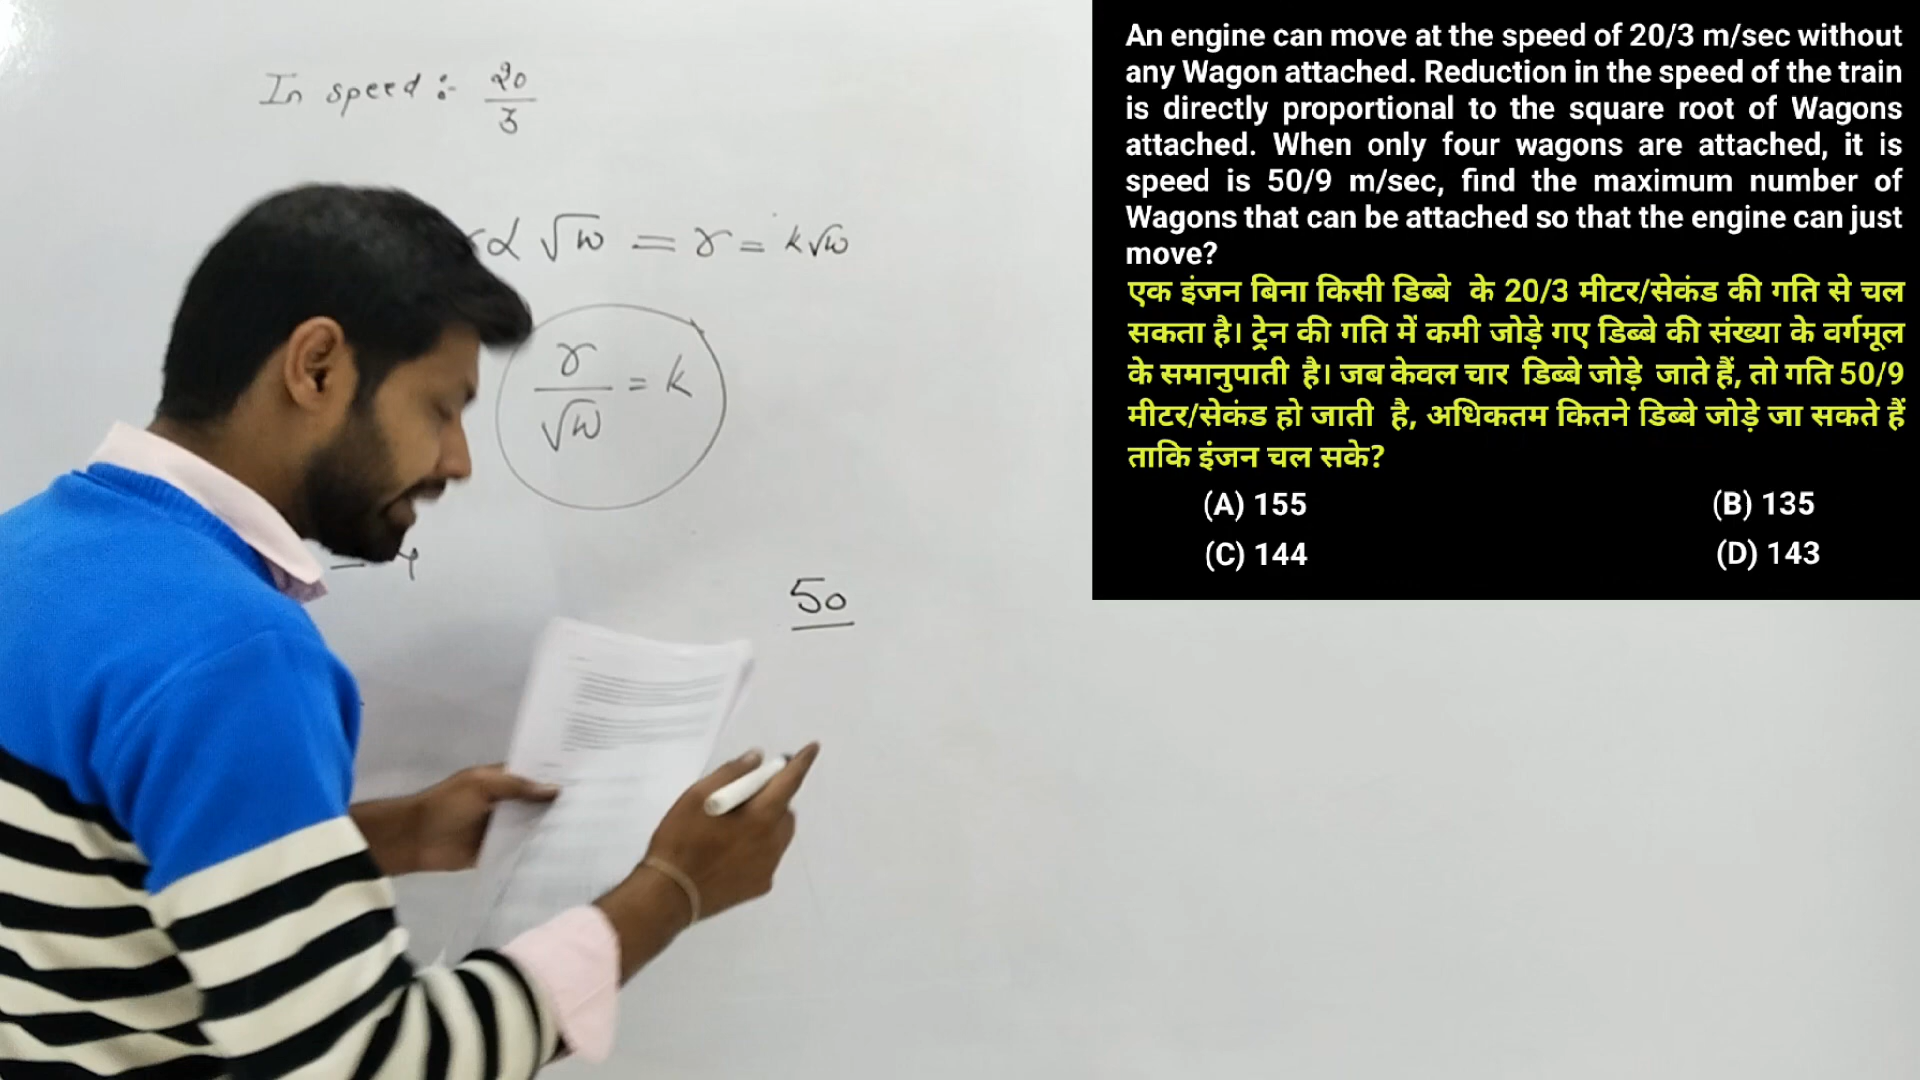 In speed :- 20/3
∝ √w = r = k√w
r/√w = k
= 4
50
An engine can move at the speed of 20/3 m/sec without
any Wagon attached. Reduction in the speed of the train
is directly proportional to the square root of Wagons
attached. When only four wagons are attached, it is
speed is 50/9 m/sec, find the maximum number of
Wagons that can be attached so that the engine can just
move?
एक इंजन बिना किसी डिब्बे के 20/3 मीटर/सेकंड की गति से चल
सकता है। ट्रेन की गति में कमी जोड़े गए डिब्बे की संख्या के वर्गमूल
के समानुपाती है। जब केवल चार डिब्बे जोड़े जाते हैं, तो गति 50/9
मीटर/सेकंड हो जाती है, अधिकतम कितने डिब्बे जोड़े जा सकते हैं
ताकि इंजन चल सके?
(A) 155 (B) 135
(C) 144 (D) 143